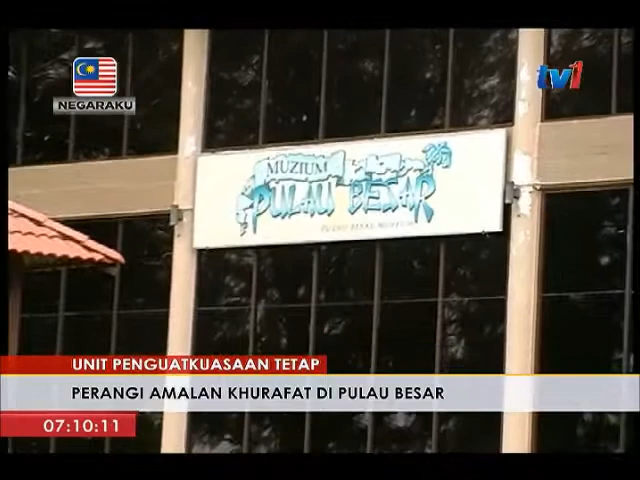 NEGARAKU
tv1
MUZIUM
PULAU BESAR
UNIT PENGUATKUASAAN TETAP
PERANGI AMALAN KHURAFAT DI PULAU BESAR
07:10:11